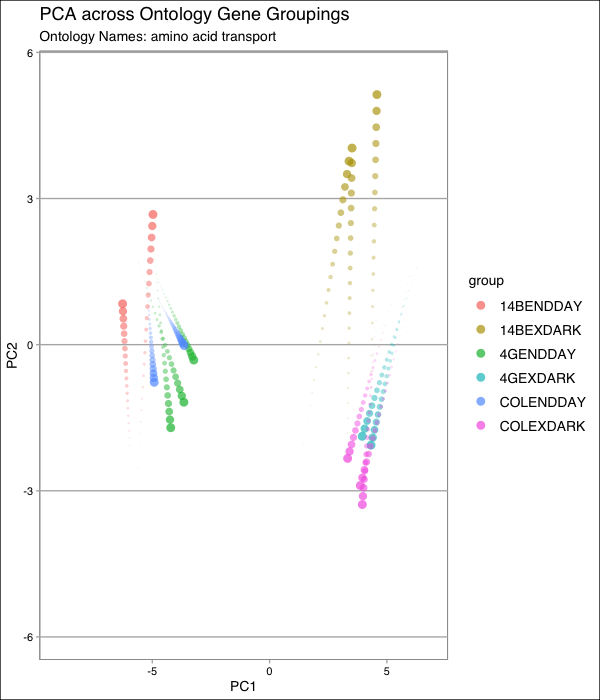 PCA across Ontology Gene Groupings
Ontology Names: amino acid transport
6
3
0
-3
-6
PC2
-5
0
5
PC1
group
14BENDDAY
14BEXDARK
4GENDDAY
4GEXDARK
COLENDDAY
COLEXDARK